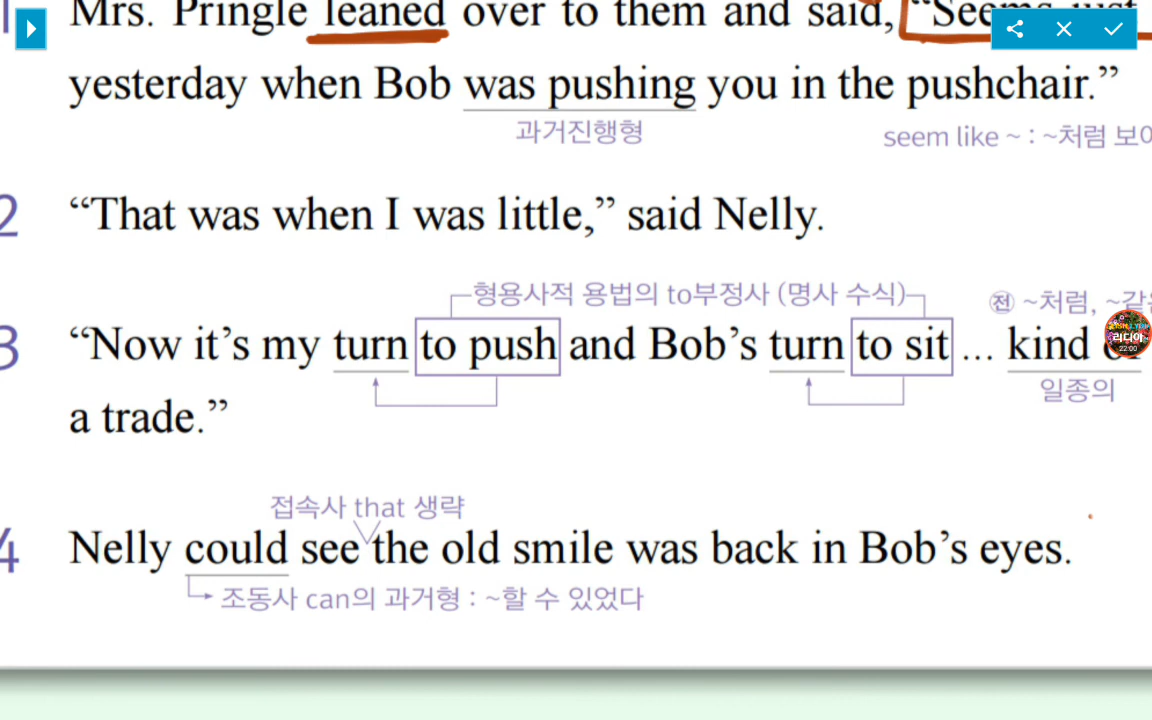 Mrs. Pringle leaned over to them and said,
yesterday when Bob was pushing you in the pushchair.”
과거진행형
seem like ~ : ~처럼
2
“That was when I was little,” said Nelly.
형용사적 용법의 to부정사 (명사 수식)
전 ~처럼,
3
“Now it’s my turn to push and Bob’s turn to sit ... kind
리디아
22:00
일종의
a trade.”
접속사 that 생략
4
Nelly could see the old smile was back in Bob’s eyes.
조동사 can의 과거형 : ~할 수 있었다